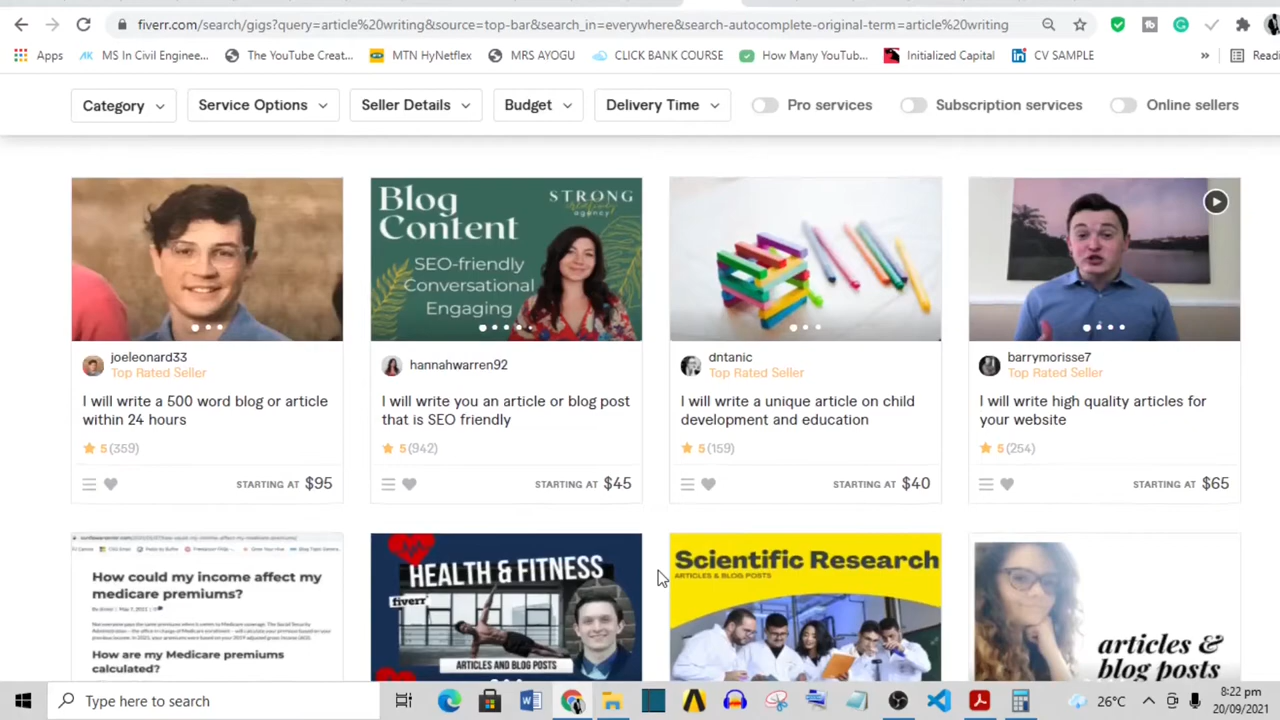 fiverr.com/search/gigs?query=article%20writing&source=top-bar&search_in=everywhere&search-autocomplete-original-term=article%20writing
Apps MS In Civil Enginee... The YouTube Creat... MTN HyNetflex MRS AYOGU CLICK BANK COURSE How Many YouTub... Initialized Capital CV SAMPLE » Readi
Category Service Options Seller Details Budget Delivery Time Pro services Subscription services Online sellers
Blog
Content
STRONG
agency
SEO-friendly
Conversational
Engaging
joeleonard33
Top Rated Seller
I will write a 500 word blog or article
within 24 hours
5 (359)
STARTING AT $95
hannahwarren92
I will write you an article or blog post
that is SEO friendly
5 (942)
STARTING AT $45
dntanic
Top Rated Seller
I will write a unique article on child
development and education
5 (159)
STARTING AT $40
barrymorisse7
Top Rated Seller
I will write high quality articles for
your website
5 (254)
STARTING AT $65
How could my income affect my
medicare premiums?
How are my Medicare premiums
calculated?
HEALTH & FITNESS
fiverr
ARTICLES AND BLOG POSTS
Scientific Research
ARTICLES & BLOG POSTS
articles &
blog posts
Type here to search
26°C
8:22 pm
20/09/2021